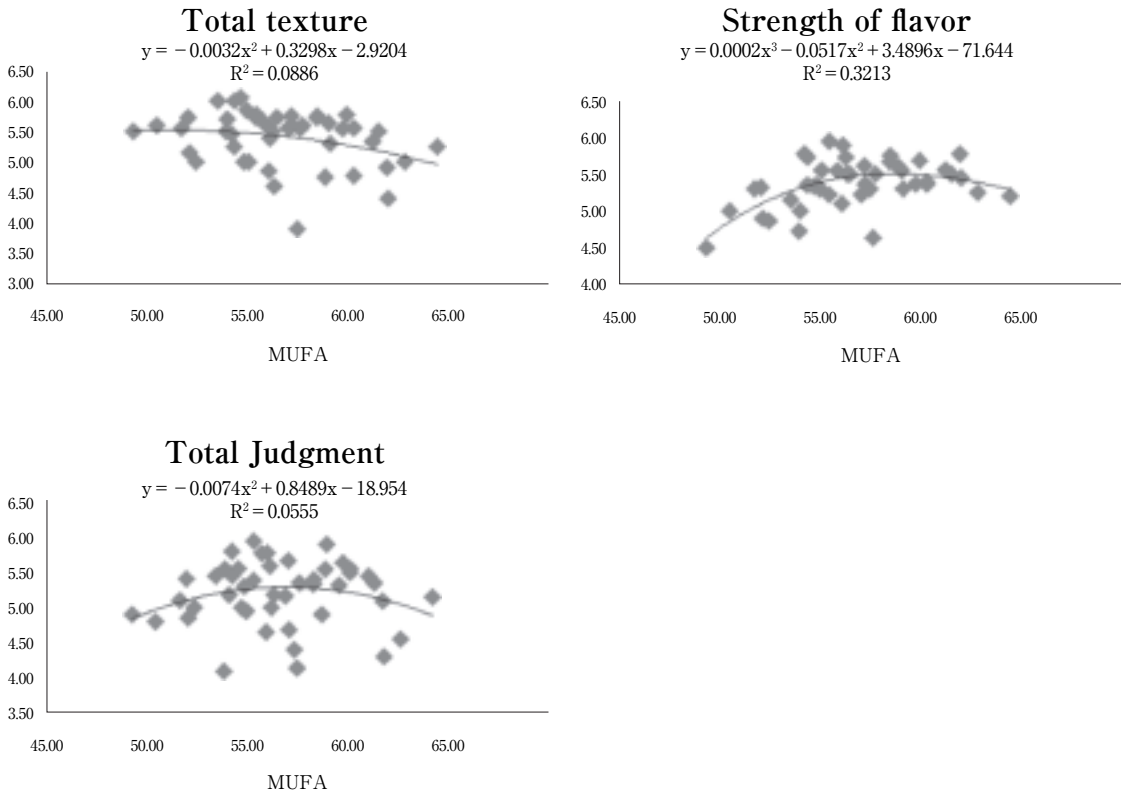 Total texture
y = −0.0032x² + 0.3298x − 2.9204
R² = 0.0886
6.50
6.00
5.50
5.00
4.50
4.00
3.50
3.00
45.00 50.00 55.00 60.00 65.00
MUFA
Strength of flavor
y = 0.0002x³ − 0.0517x² + 3.4896x − 71.644
R² = 0.3213
6.50
6.00
5.50
5.00
4.50
4.00
45.00 50.00 55.00 60.00 65.00
MUFA
Total Judgment
y = −0.0074x² + 0.8489x − 18.954
R² = 0.0555
6.50
6.00
5.50
5.00
4.50
4.00
3.50
45.00 50.00 55.00 60.00 65.00
MUFA